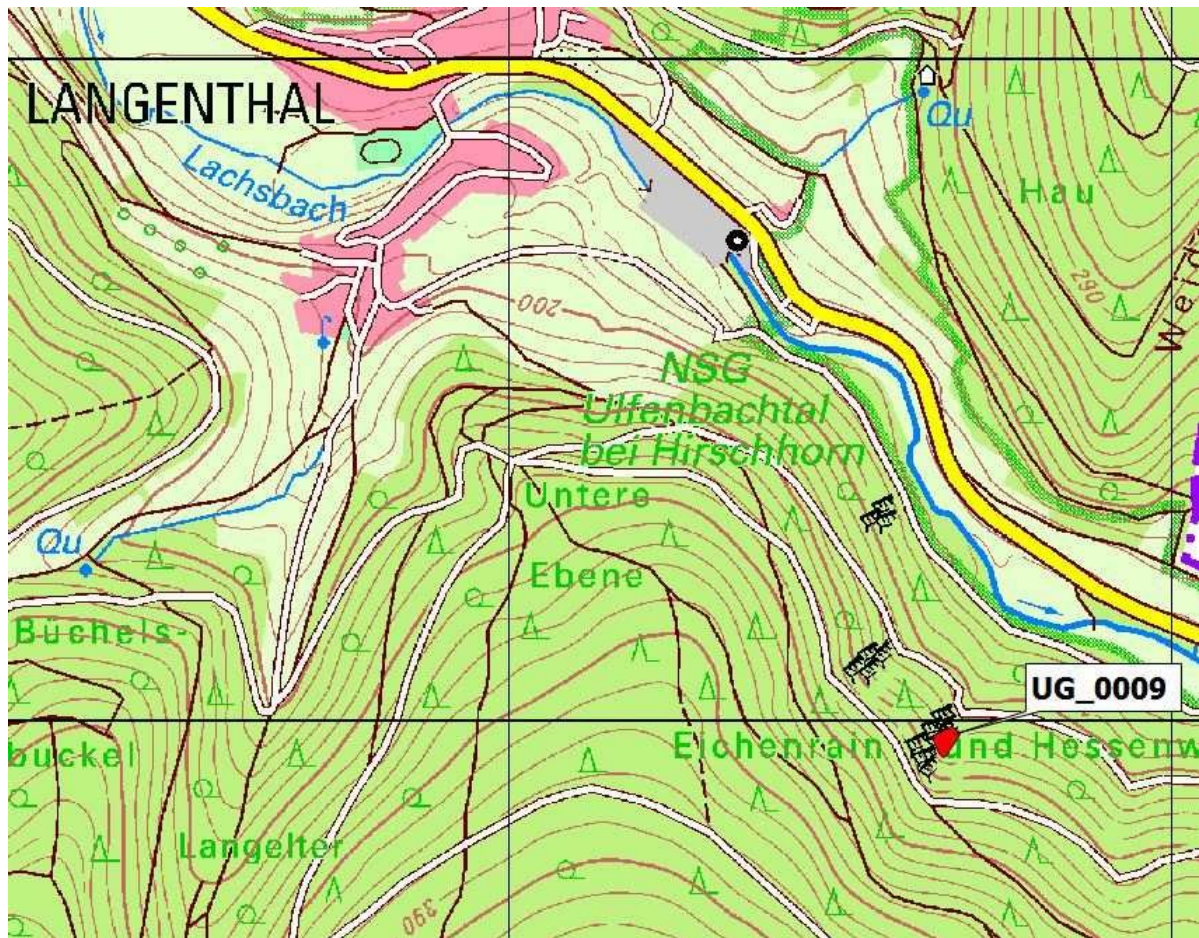 LANGENTHAL
Lachsbach
Qu
Hau
290
200
NSG
Ulfenbachtal
bei Hirschhorn
Untere
Ebene
Qu
Büchels-
buckel
UG_0009
Eichenrain und Hessenw
Langelter
390